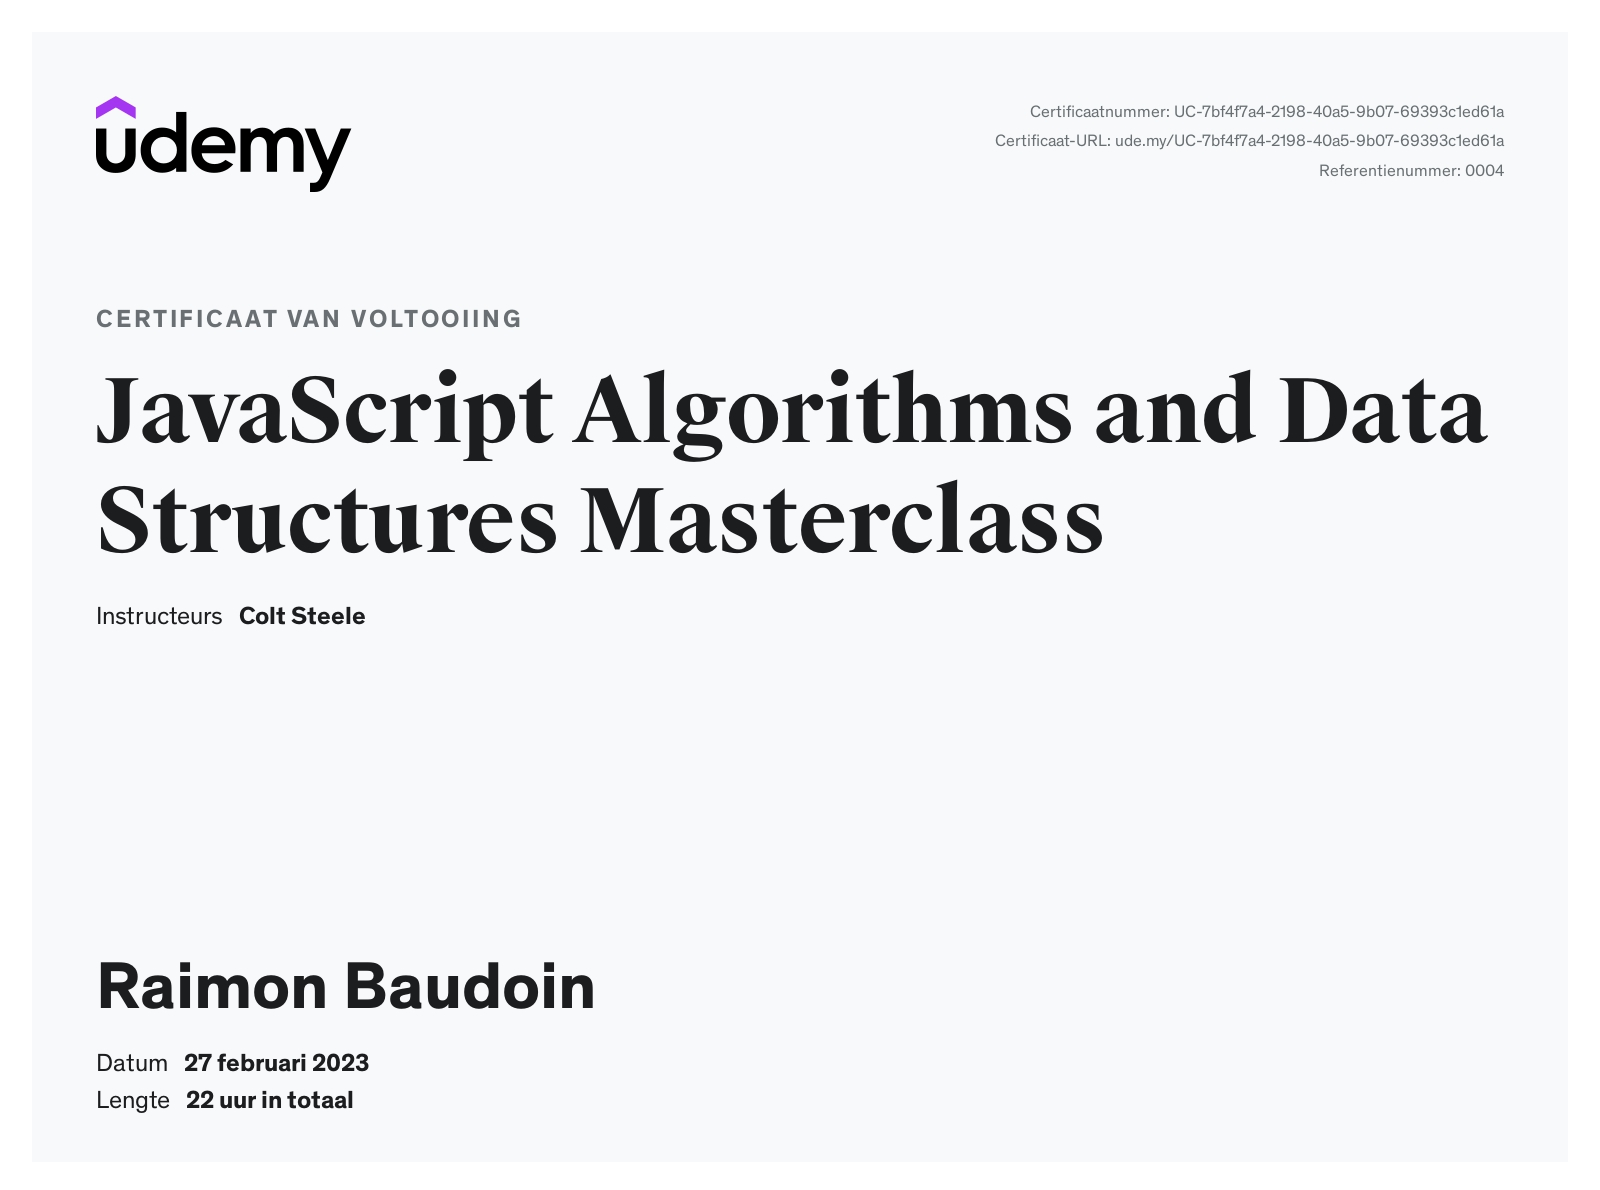 udemy
Certificaatnummer: UC-7bf4f7a4-2198-40a5-9b07-69393c1ed61a
Certificaat-URL: ude.my/UC-7bf4f7a4-2198-40a5-9b07-69393c1ed61a
Referentienummer: 0004
CERTIFICAAT VAN VOLTOOIING
JavaScript Algorithms and Data
Structures Masterclass
Instructeurs Colt Steele
Raimon Baudoin
Datum 27 februari 2023
Lengte 22 uur in totaal